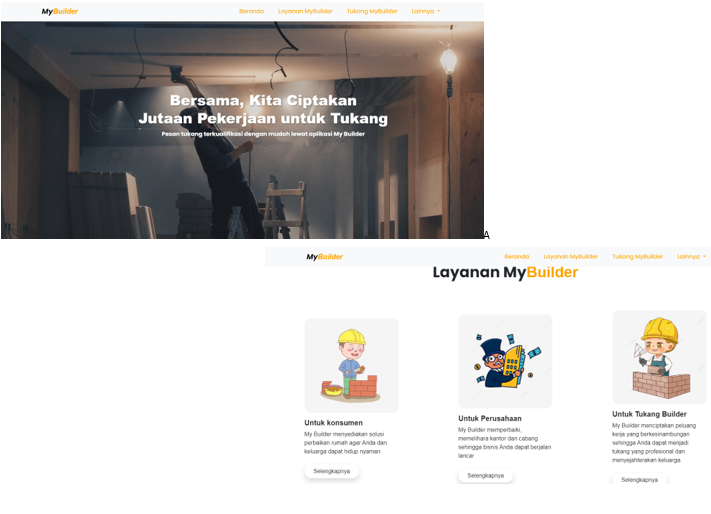 MyBuilder
Beranda Layanan MyBuilder Tukang MyBuilder Lainnya
Bersama, Kita Ciptakan
Jutaan Pekerjaan untuk Tukang
Pesan tukang terkualifikasi dengan mudah lewat aplikasi My Builder
A
MyBuilder
Beranda Layanan MyBuilder Tukang MyBuilder Lainnya
Layanan MyBuilder
Untuk konsumen
My Builder menyediakan solusi
perbaikan rumah agar Anda dan
keluarga dapat hidup nyaman
Selengkapnya
Untuk Perusahaan
My Builder memperbaiki,
memelihara kantor dan cabang
sehingga bisnis Anda dapat berjalan
lancar
Selengkapnya
Untuk Tukang Builder
My Builder menciptakan peluang
kerja yang berkesinambungan
sehingga Anda dapat menjadi
tukang yang profesional dan
menyejahterakan keluarga
Selengkapnya